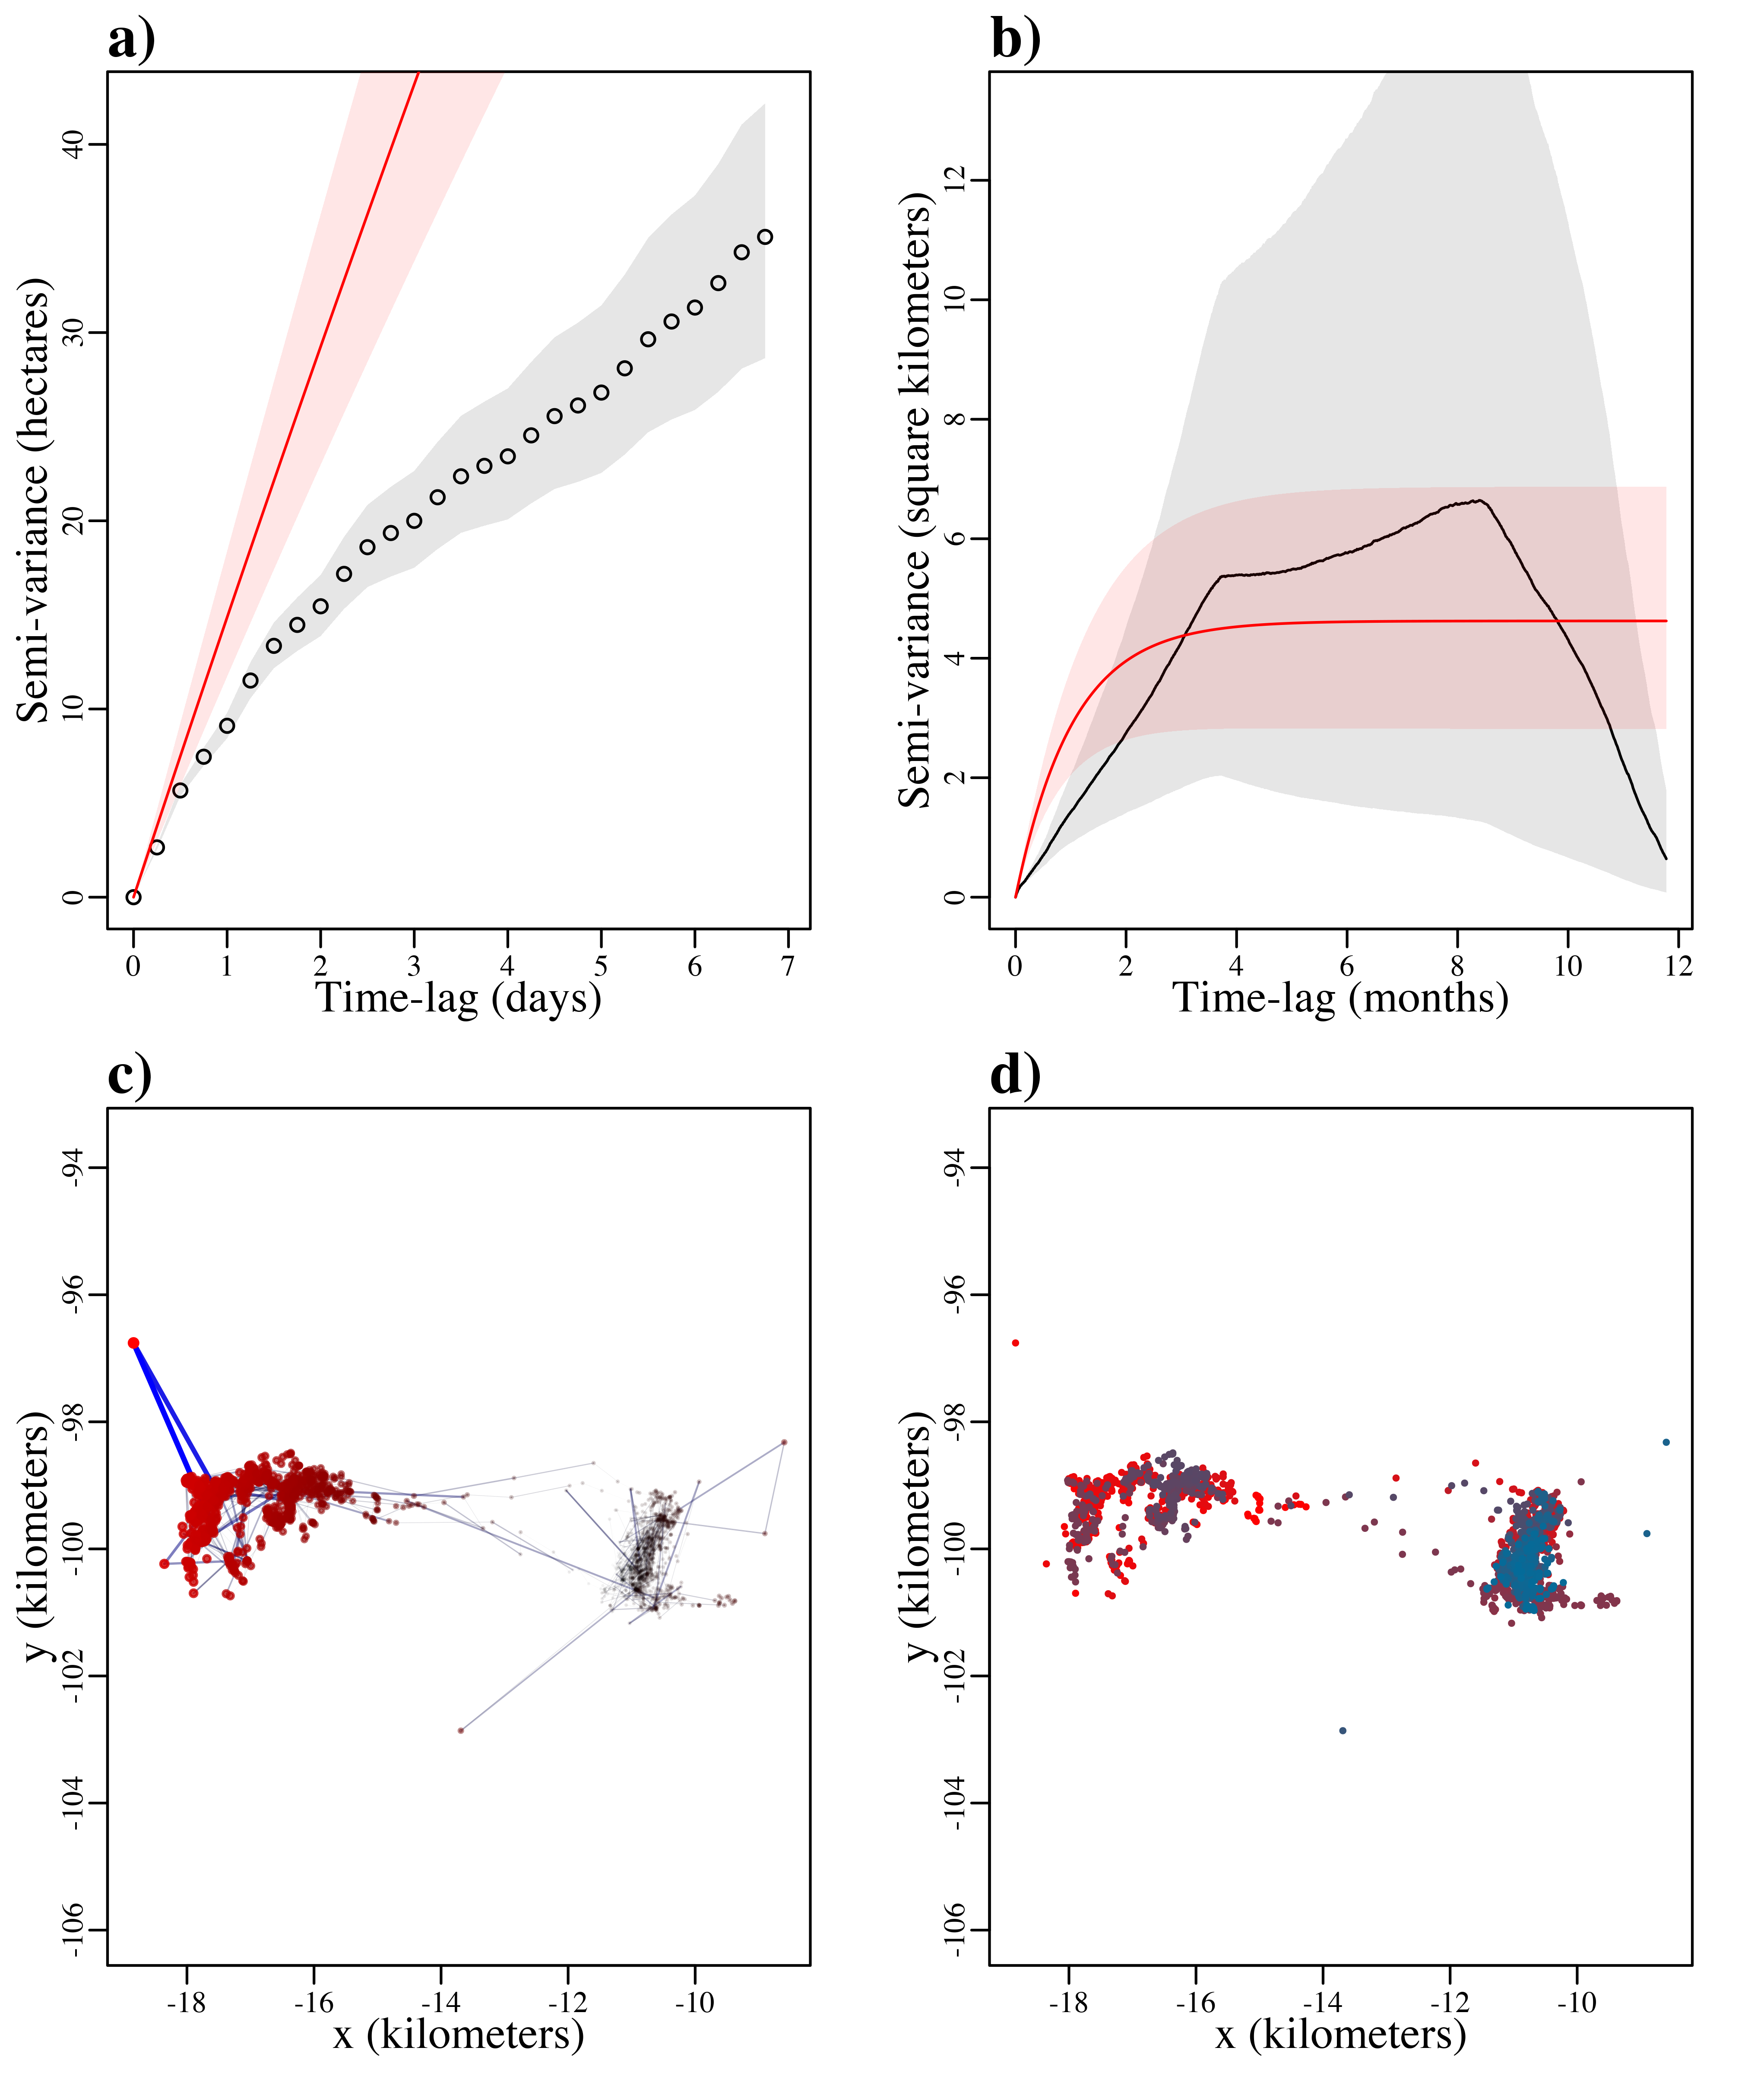 a)
Semi-variance (hectares)
0 10 20 30 40
0 1 2 3 4 5 6 7
Time-lag (days)
b)
Semi-variance (square kilometers)
0 2 4 6 8 10 12
0 2 4 6 8 10 12
Time-lag (months)
c)
y (kilometers)
-106 -104 -102 -100 -98 -96 -94
-18 -16 -14 -12 -10
x (kilometers)
d)
y (kilometers)
-106 -104 -102 -100 -98 -96 -94
-18 -16 -14 -12 -10
x (kilometers)